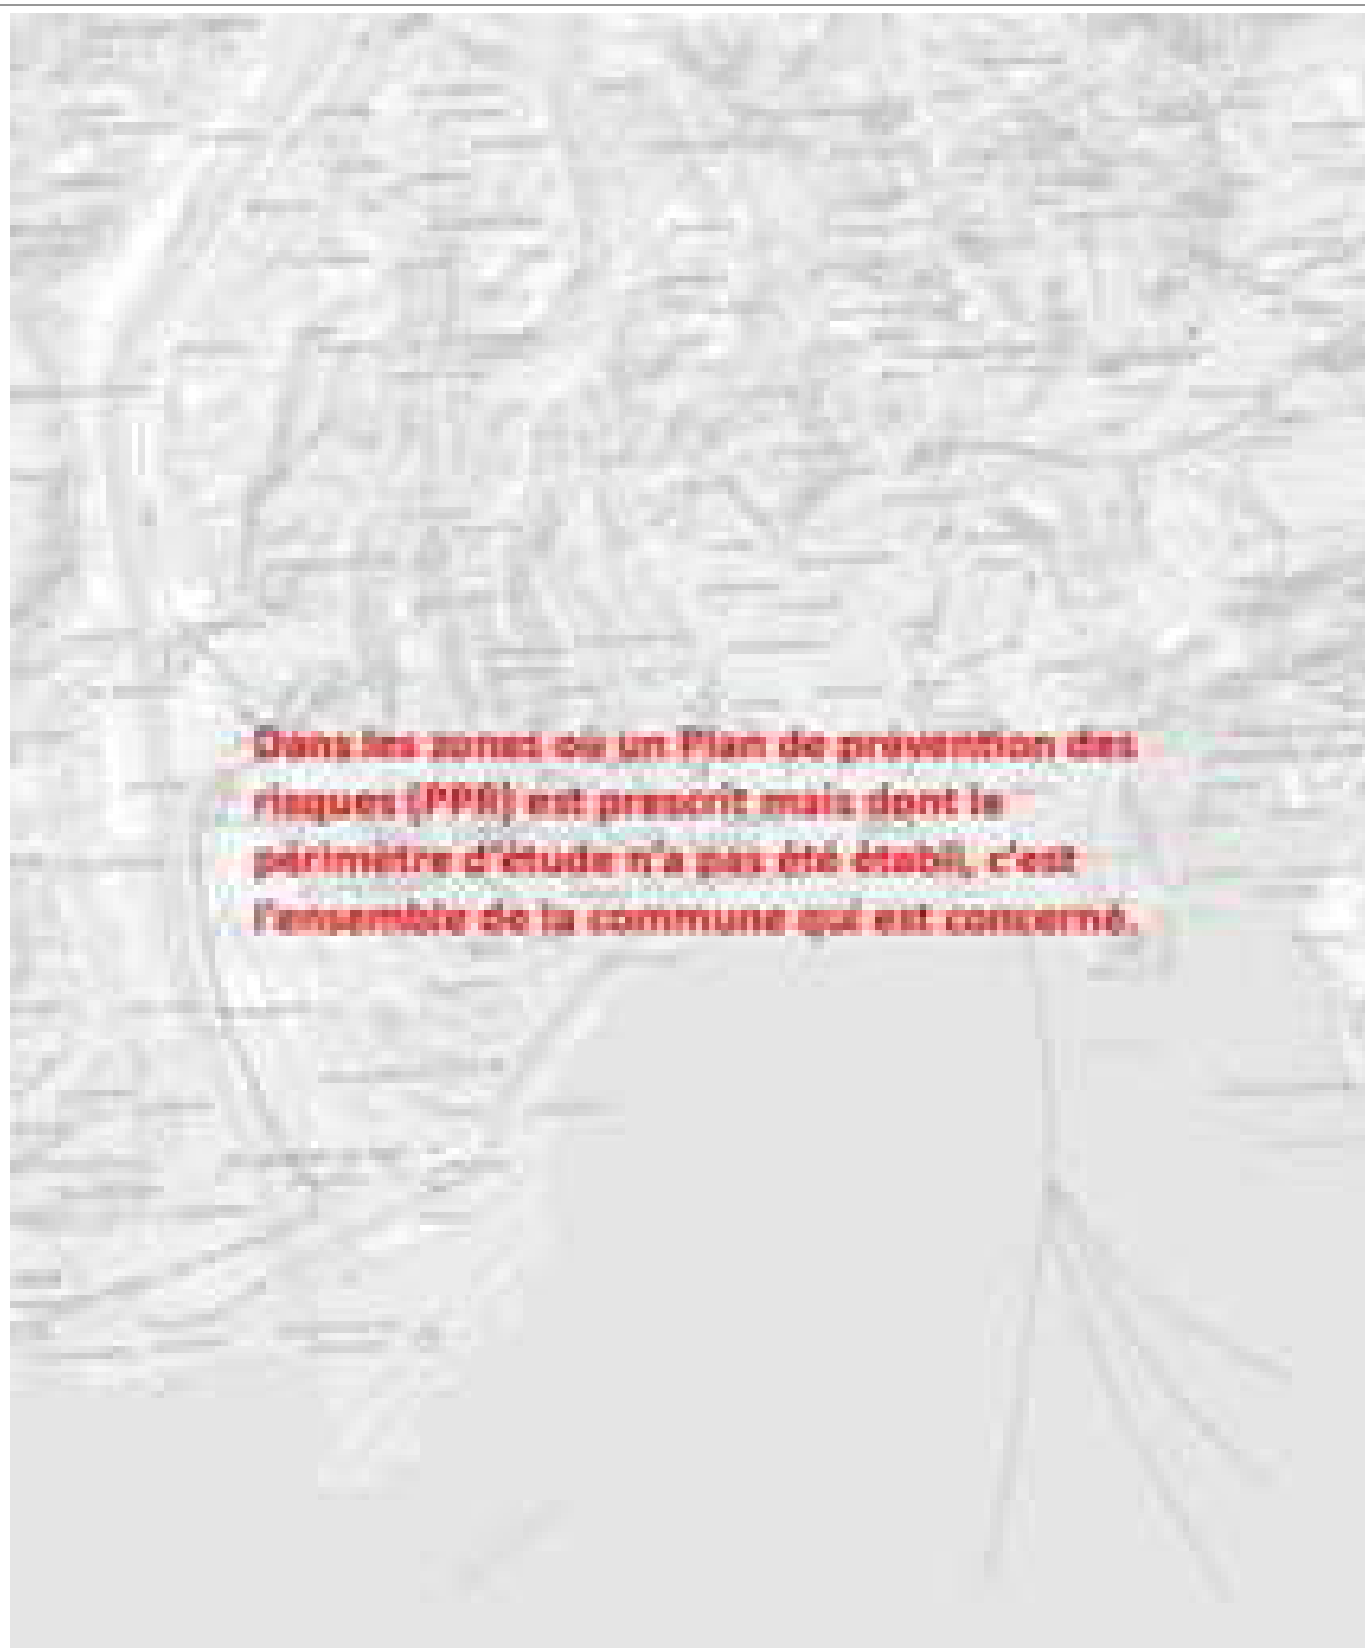 Dans les zones où un Plan de prévention des
risques (PPR) est prescrit mais dont le
périmètre d'étude n'a pas été établi, c'est
l'ensemble de la commune qui est concerné.